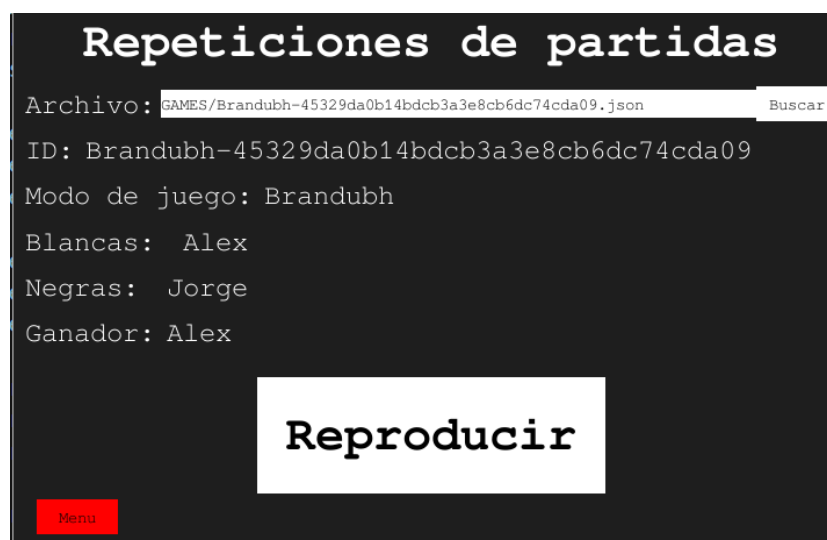 Repeticiones de partidas
Archivo: GAMES/Brandubh-45329da0b14bdcb3a3e8cb6dc74cda09.json Buscar
ID: Brandubh-45329da0b14bdcb3a3e8cb6dc74cda09
Modo de juego: Brandubh
Blancas: Alex
Negras: Jorge
Ganador: Alex
Reproducir
Menu